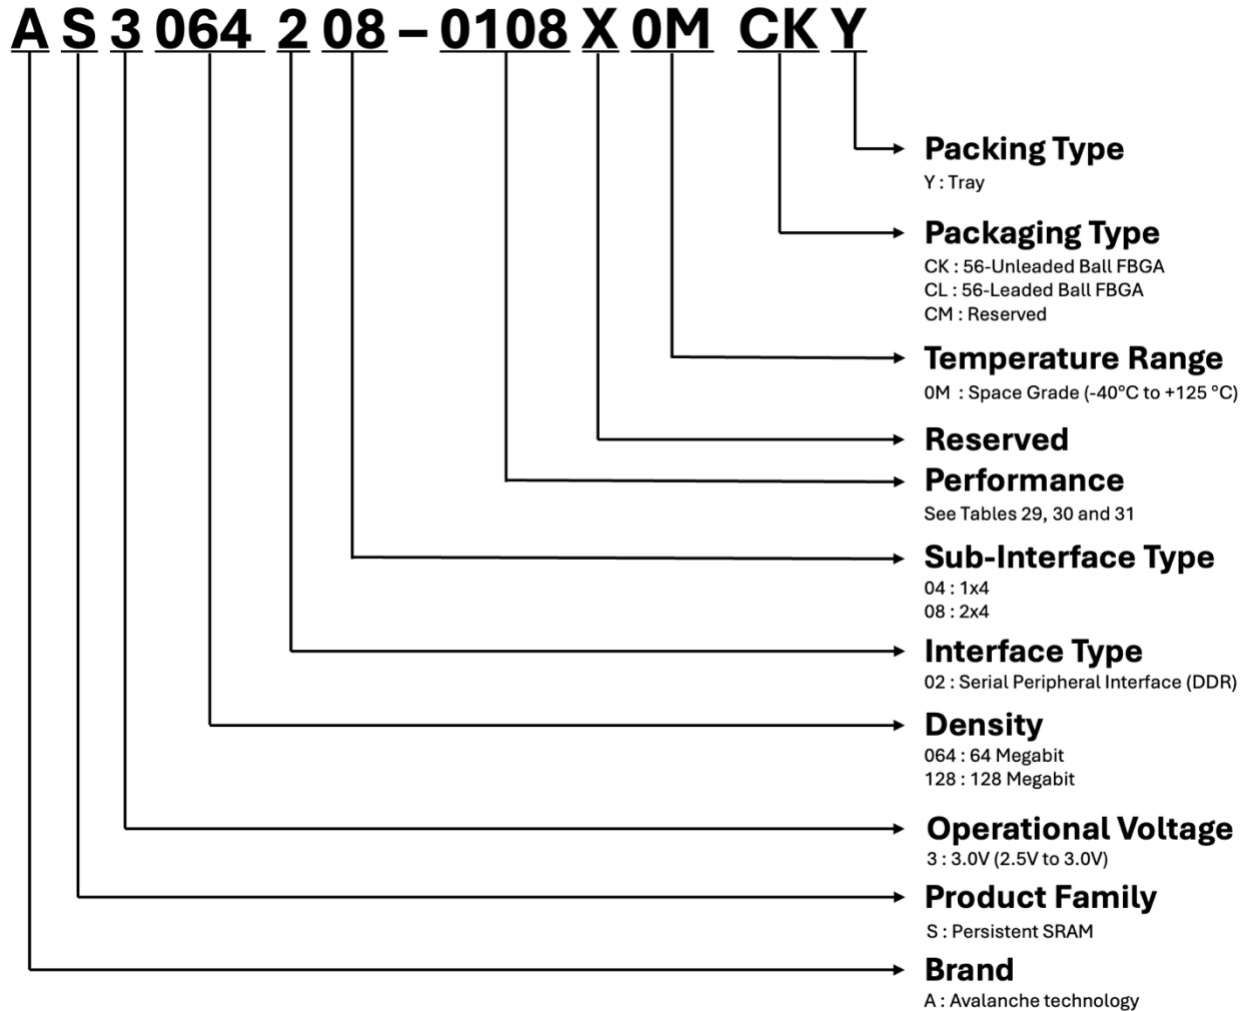 A S 3 064 2 08 – 0108 X 0M CK Y
Packing Type
Y : Tray
Packaging Type
CK : 56-Unleaded Ball FBGA
CL : 56-Leaded Ball FBGA
CM : Reserved
Temperature Range
0M : Space Grade (-40°C to +125 °C)
Reserved
Performance
See Tables 29, 30 and 31
Sub-Interface Type
04 : 1x4
08 : 2x4
Interface Type
02 : Serial Peripheral Interface (DDR)
Density
064 : 64 Megabit
128 : 128 Megabit
Operational Voltage
3 : 3.0V (2.5V to 3.0V)
Product Family
S : Persistent SRAM
Brand
A : Avalanche technology